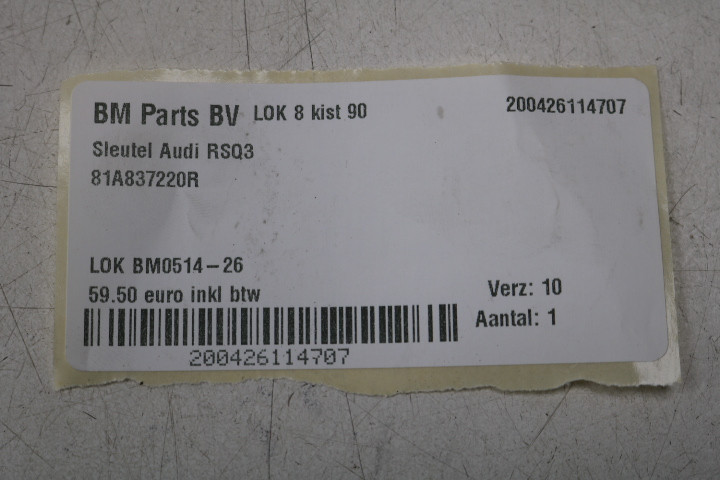 BM Parts BV LOK 8 kist 90 200426114707
Sleutel Audi RSQ3
81A837220R
LOK BM0514-26
59.50 euro inkl btw Verz: 10
Aantal: 1
200426114707